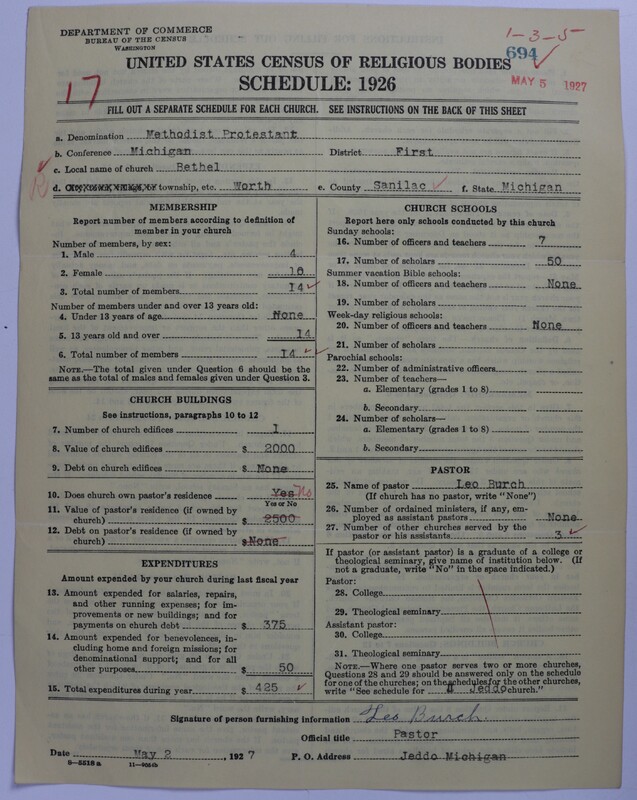 DEPARTMENT OF COMMERCE
BUREAU OF THE CENSUS
WASHINGTON
1-3-5
694
MAY 5 1927
UNITED STATES CENSUS OF RELIGIOUS BODIES
SCHEDULE: 1926
17
FILL OUT A SEPARATE SCHEDULE FOR EACH CHURCH. SEE INSTRUCTIONS ON THE BACK OF THIS SHEET
a. Denomination Methodist Protestant
b. Conference Michigan District First
c. Local name of church Bethel
d. township, etc. Worth e. County Sanilac f. State Michigan
MEMBERSHIP
Report number of members according to definition of
member in your church
Number of members, by sex:
1. Male 4
2. Female 10
3. Total number of members 14
Number of members under and over 13 years old:
4. Under 13 years of age None
5. 13 years old and over 14
6. Total number of members 14
NOTE.—The total given under Question 6 should be
same as the total of males and females given under Question 3.
CHURCH BUILDINGS
See instructions, paragraphs 10 to 12
7. Number of church edifices 1
8. Value of church edifices $ 2000
9. Debt on church edifices $ None
10. Does church own pastor's residence Yes No
Yes or No
11. Value of pastor's residence (if owned by
church) $ 2500
12. Debt on pastor's residence (if owned by
church) $ None
EXPENDITURES
Amount expended by your church during last fiscal year
13. Amount expended for salaries, repairs,
and other running expenses; for im-
provements or new buildings; and for
payments on church debt $ 375
14. Amount expended for benevolences, in-
cluding home and foreign missions; for
denominational support; and for all
other purposes $ 50
15. Total expenditures during year $ 425
CHURCH SCHOOLS
Report here only schools conducted by this church
Sunday schools:
16. Number of officers and teachers 7
17. Number of scholars 50
Summer vacation Bible schools:
18. Number of officers and teachers None
19. Number of scholars
Week-day religious schools:
20. Number of officers and teachers None
21. Number of scholars
Parochial schools:
22. Number of administrative officers
23. Number of teachers—
a. Elementary (grades 1 to 8)
b. Secondary
24. Number of scholars—
a. Elementary (grades 1 to 8)
b. Secondary
PASTOR
25. Name of pastor Leo Burch
(If church has no pastor, write "None")
26. Number of ordained ministers, if any, em-
ployed as assistant pastors None
27. Number of other churches served by the
pastor or his assistants 3
If pastor (or assistant pastor) is a graduate of a college or
theological seminary, give name of institution below. (If
not a graduate, write "No" in the space indicated.)
Pastor:
28. College
29. Theological seminary
Assistant pastor:
30. College
31. Theological seminary
NOTE.—Where one pastor serves two or more churches,
Questions 28 and 29 should be answered only on the schedule
for one of the churches; on the schedules for the other churches,
write "See schedule for Jeddo church."
Signature of person furnishing information Leo Burch
Official title Pastor
Date May 2, 1927 P. O. Address Jeddo Michigan
8—5518 a 11—9054b